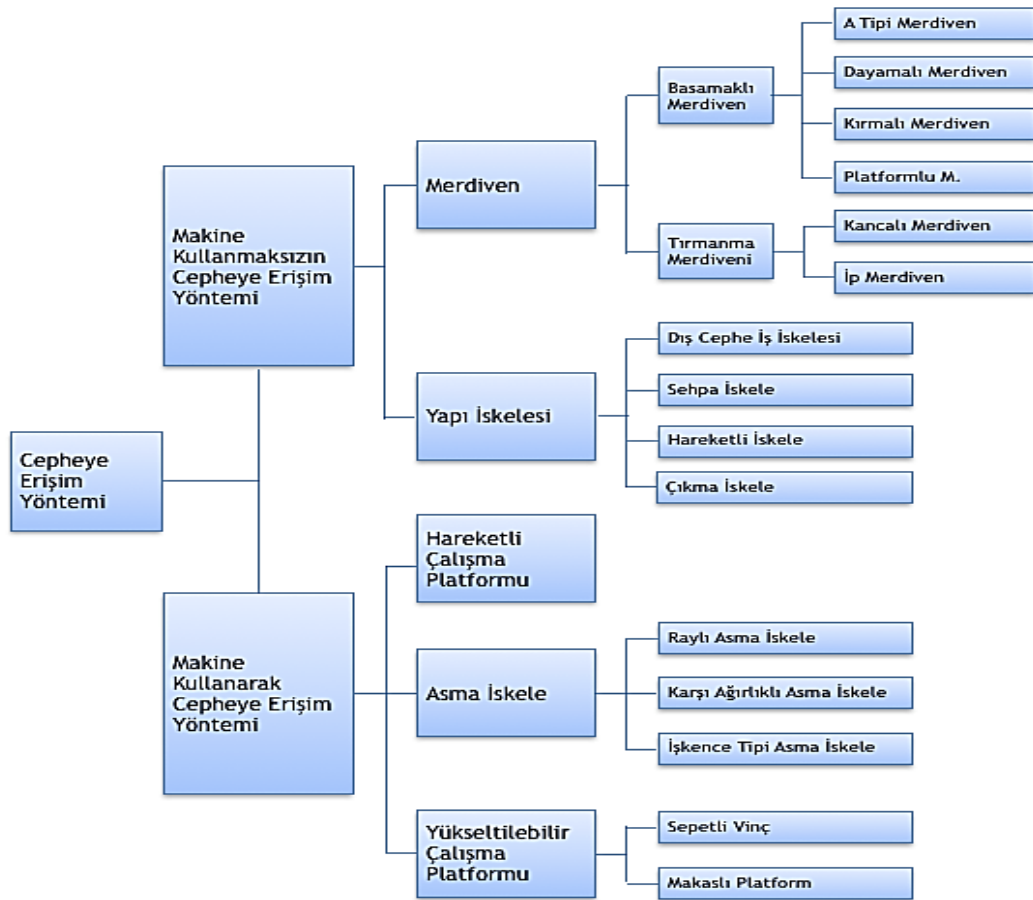 Cepheye
Erişim
Yöntemi
Makine
Kullanmaksızın
Cepheye Erişim
Yöntemi
Merdiven
Basamaklı
Merdiven
A Tipi Merdiven
Dayamalı Merdiven
Kırmalı Merdiven
Platformlu M.
Tırmanma
Merdiveni
Kancalı Merdiven
İp Merdiven
Yapı İskelesi
Dış Cephe İş İskelesi
Sehpa İskele
Hareketli İskele
Çıkma İskele
Makine
Kullanarak
Cepheye Erişim
Yöntemi
Hareketli
Çalışma
Platformu
Asma İskele
Raylı Asma İskele
Karşı Ağırlıklı Asma İskele
İşkence Tipi Asma İskele
Yükseltilebilir
Çalışma
Platformu
Sepetli Vinç
Makaslı Platform